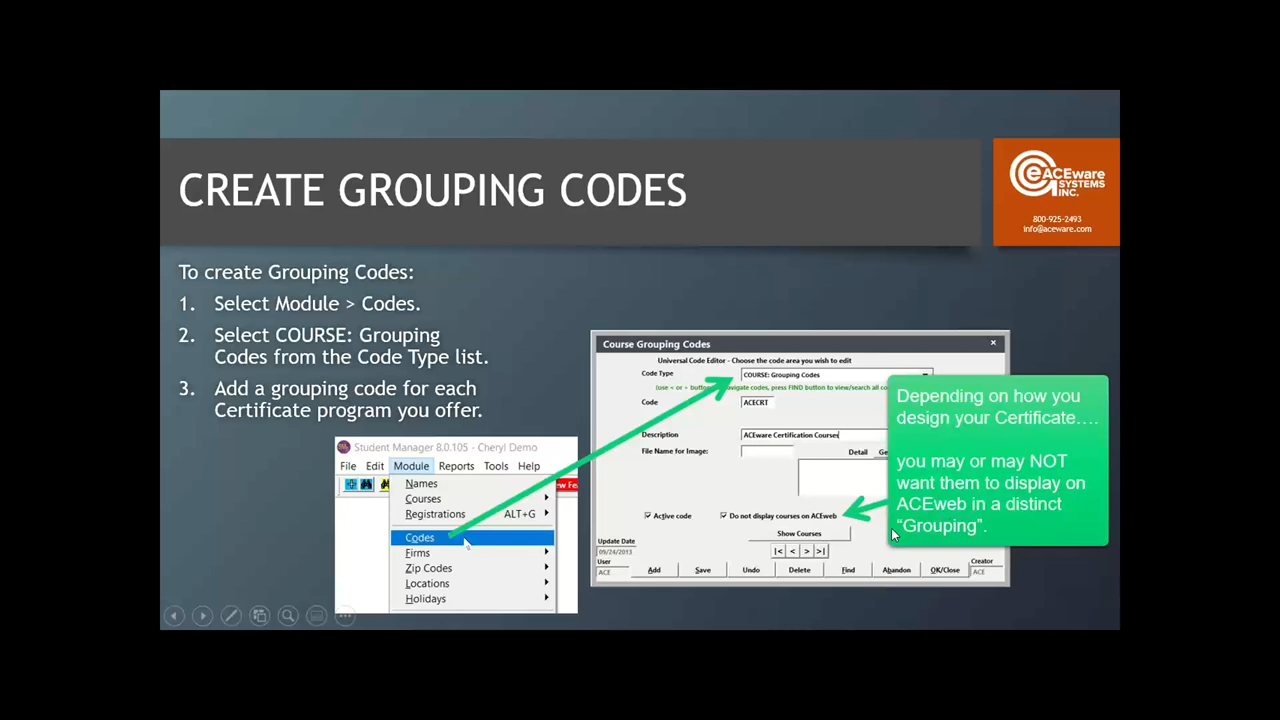 CREATE GROUPING CODES
eACEware
SYSTEMS
INC.
800-925-2493
info@aceware.com
To create Grouping Codes:
1. Select Module > Codes.
2. Select COURSE: Grouping
Codes from the Code Type list.
3. Add a grouping code for each
Certificate program you offer.
Student Manager 8.0.105 - Cheryl Demo
File Edit Module Reports Tools Help
Names
Courses
Registrations ALT+G
Codes
Firms
Zip Codes
Locations
Holidays
Course Grouping Codes
Universal Code Editor - Choose the code area you wish to edit
Code Type COURSE: Grouping Codes
Code ACECRT
Description ACEware Certification Courses
File Name for Image: Detail
Active code Do not display courses on ACEweb
Show Courses
|< < > >|
Update Date
09/24/2013
User
ACE
Add Save Undo Delete Find Abandon OK/Close
Creator
ACE
Depending on how you
design your Certificate….
you may or may NOT
want them to display on
ACEweb in a distinct
“Grouping”.